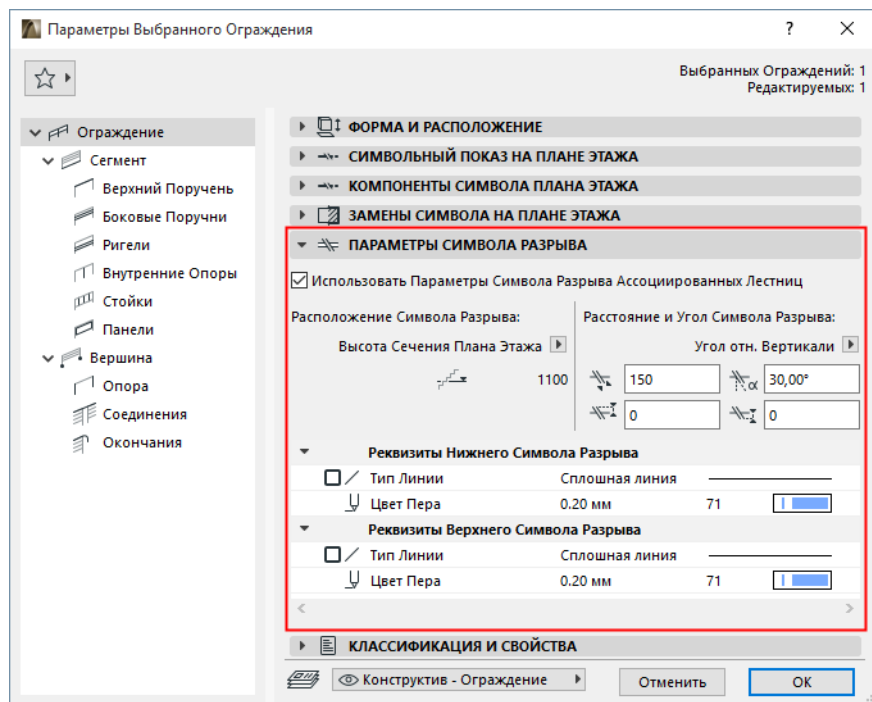 Параметры Выбранного Ограждения
?
Выбранных Ограждений: 1
Редактируемых: 1
Ограждение
Сегмент
Верхний Поручень
Боковые Поручни
Ригели
Внутренние Опоры
Стойки
Панели
Вершина
Опора
Соединения
Окончания
ФОРМА И РАСПОЛОЖЕНИЕ
СИМВОЛЬНЫЙ ПОКАЗ НА ПЛАНЕ ЭТАЖА
КОМПОНЕНТЫ СИМВОЛА ПЛАНА ЭТАЖА
ЗАМЕНЫ СИМВОЛА НА ПЛАНЕ ЭТАЖА
ПАРАМЕТРЫ СИМВОЛА РАЗРЫВА
Использовать Параметры Символа Разрыва Ассоциированных Лестниц
Расположение Символа Разрыва:
Высота Сечения Плана Этажа
1100
Расстояние и Угол Символа Разрыва:
Угол отн. Вертикали
150
α 30,00°
0
0
Реквизиты Нижнего Символа Разрыва
Тип Линии Сплошная линия
Цвет Пера 0.20 мм 71
Реквизиты Верхнего Символа Разрыва
Тип Линии Сплошная линия
Цвет Пера 0.20 мм 71
КЛАССИФИКАЦИЯ И СВОЙСТВА
Конструктив - Ограждение
Отменить
OK